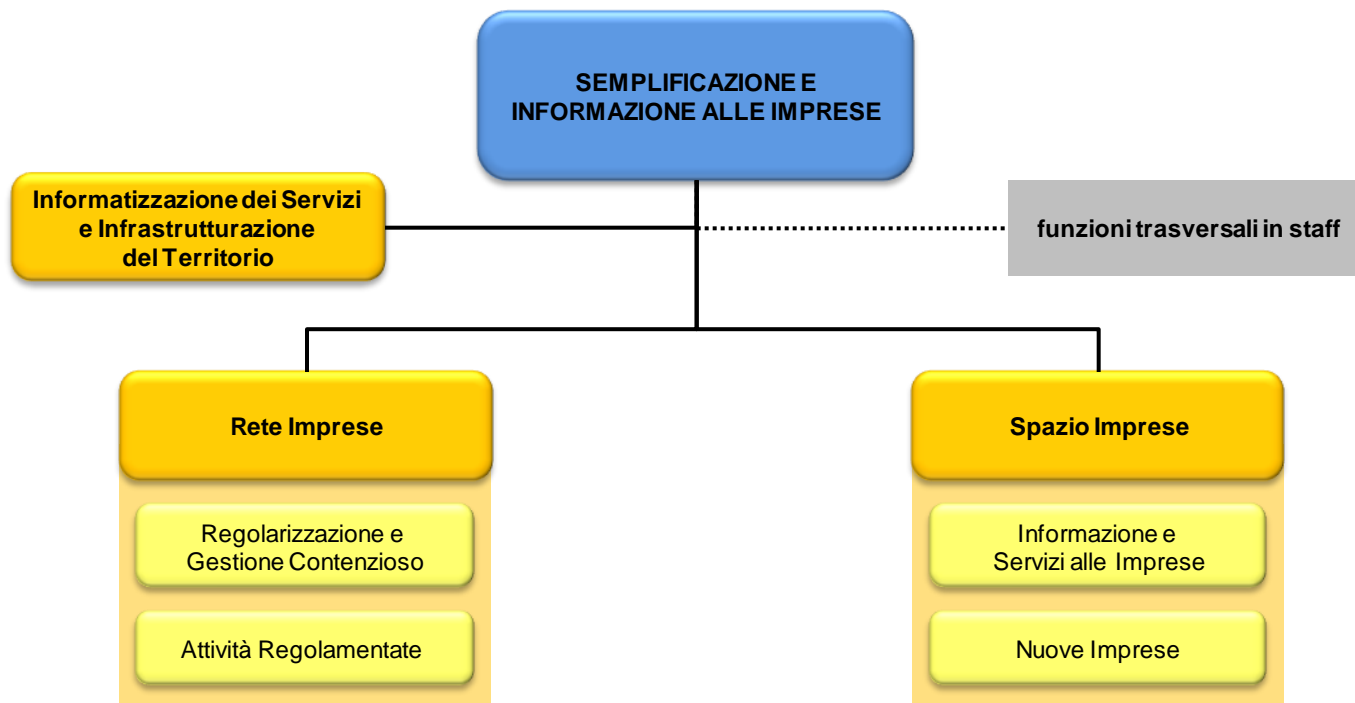 SEMPLIFICAZIONE E
INFORMAZIONE ALLE IMPRESE
Informatizzazione dei Servizi
e Infrastrutturazione
del Territorio
funzioni trasversali in staff
Rete Imprese
Spazio Imprese
Regolarizzazione e
Gestione Contenzioso
Informazione e
Servizi alle Imprese
Attività Regolamentate
Nuove Imprese